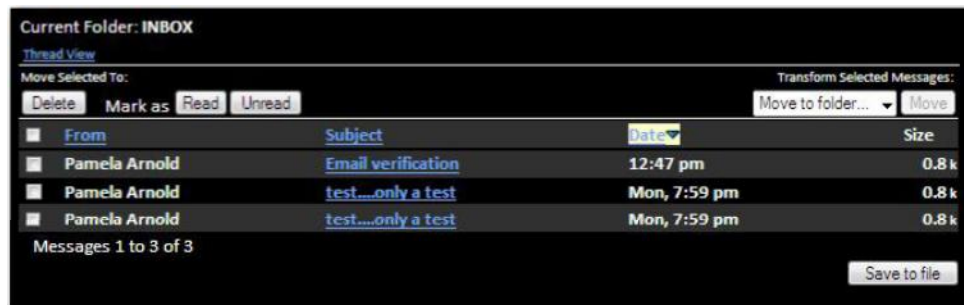 Current Folder: INBOX
Thread View
Move Selected To: Transform Selected Messages:
Delete Mark as Read Unread Move to folder... Move
From Subject Date Size
Pamela Arnold Email verification 12:47 pm 0.8 k
Pamela Arnold test....only a test Mon, 7:59 pm 0.8 k
Pamela Arnold test....only a test Mon, 7:59 pm 0.8 k
Messages 1 to 3 of 3
Save to file